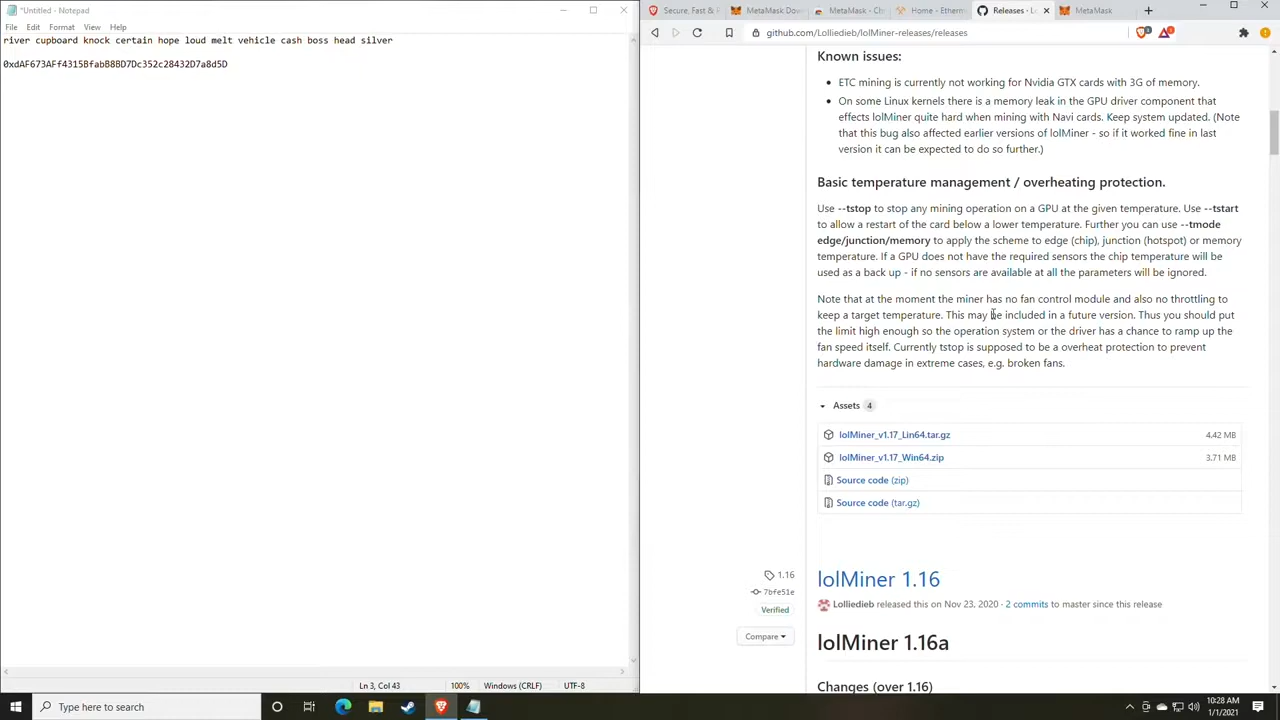 *Untitled - Notepad
File Edit Format View Help
river cupboard knock certain hope loud melt vehicle cash boss head silver
0xdAF673AFf4315BfabB8BD7Dc352c28432D7a8d5D
Ln 3, Col 43 100% Windows (CRLF) UTF-8
Secure, Fast & P
MetaMask Dow
MetaMask - Ch
Home - Etherm
Releases · Lo
MetaMask
github.com/Lolliedieb/lolMiner-releases/releases
Known issues:
ETC mining is currently not working for Nvidia GTX cards with 3G of memory.
On some Linux kernels there is a memory leak in the GPU driver component that
effects lolMiner quite hard when mining with Navi cards. Keep system updated. (Note
that this bug also affected earlier versions of lolMiner - so if it worked fine in last
version it can be expected to do so further.)
Basic temperature management / overheating protection.
Use --tstop to stop any mining operation on a GPU at the given temperature. Use --tstart
to allow a restart of the card below a lower temperature. Further you can use --tmode
edge/junction/memory to apply the scheme to edge (chip), junction (hotspot) or memory
temperature. If a GPU does not have the required sensors the chip temperature will be
used as a back up - if no sensors are available at all the parameters will be ignored.
Note that at the moment the miner has no fan control module and also no throttling to
keep a target temperature. This may be included in a future version. Thus you should put
the limit high enough so the operation system or the driver has a chance to ramp up the
fan speed itself. Currently tstop is supposed to be a overheat protection to prevent
hardware damage in extreme cases, e.g. broken fans.
Assets 4
lolMiner_v1.17_Lin64.tar.gz 4.42 MB
lolMiner_v1.17_Win64.zip 3.71 MB
Source code (zip)
Source code (tar.gz)
1.16
7bfe51e
Verified
Compare
lolMiner 1.16
Lolliedieb released this on Nov 23, 2020 · 2 commits to master since this release
lolMiner 1.16a
Changes (over 1.16)
Type here to search
10:28 AM
1/1/2021